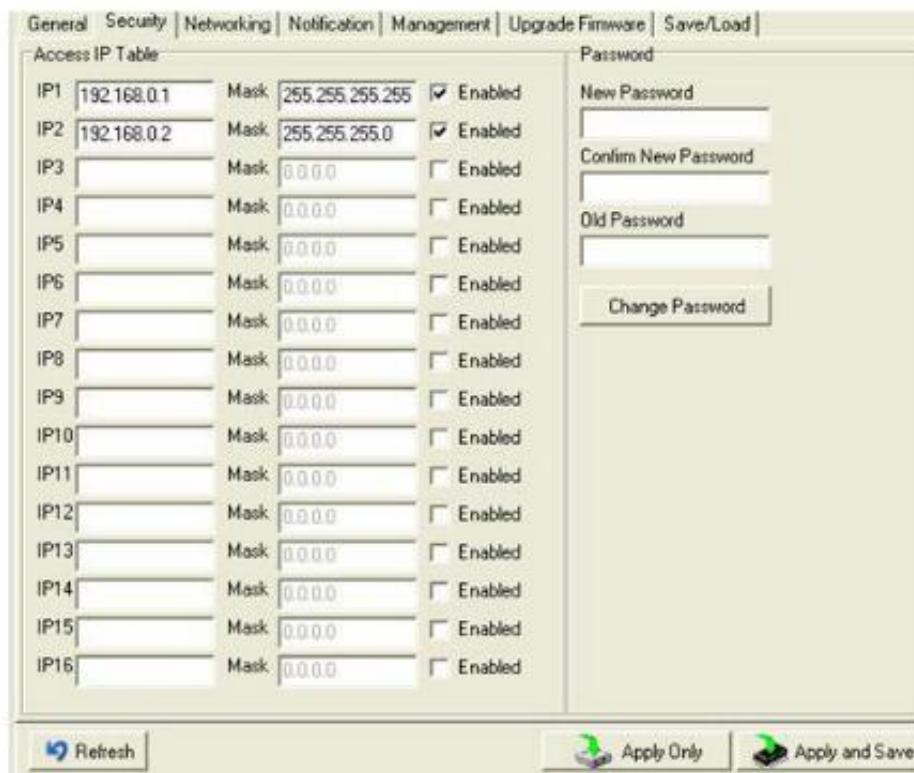 General Security Networking Notification Management Upgrade Firmware Save/Load
Access IP Table
IP1 192.168.0.1 Mask 255.255.255.255 Enabled
IP2 192.168.0.2 Mask 255.255.255.0 Enabled
IP3 Mask 0.0.0.0 Enabled
IP4 Mask 0.0.0.0 Enabled
IP5 Mask 0.0.0.0 Enabled
IP6 Mask 0.0.0.0 Enabled
IP7 Mask 0.0.0.0 Enabled
IP8 Mask 0.0.0.0 Enabled
IP9 Mask 0.0.0.0 Enabled
IP10 Mask 0.0.0.0 Enabled
IP11 Mask 0.0.0.0 Enabled
IP12 Mask 0.0.0.0 Enabled
IP13 Mask 0.0.0.0 Enabled
IP14 Mask 0.0.0.0 Enabled
IP15 Mask 0.0.0.0 Enabled
IP16 Mask 0.0.0.0 Enabled
Password
New Password
Confirm New Password
Old Password
Change Password
Refresh Apply Only Apply and Save